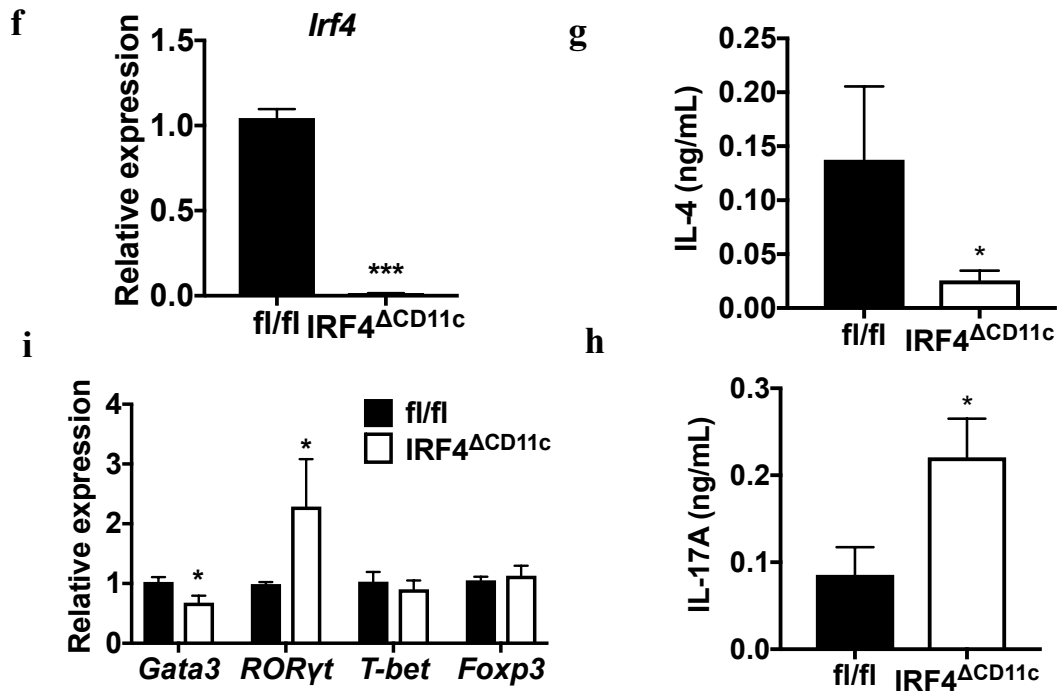 f
Irf4
Relative expression
1.5
1.0
0.5
0.0
***
fl/fl
IRF4ΔCD11c
g
IL-4 (ng/mL)
0.25
0.20
0.15
0.10
0.05
0.00
*
fl/fl
IRF4ΔCD11c
i
Relative expression
4
3
2
1
0
fl/fl
IRF4ΔCD11c
*
*
Gata3
RORγt
T-bet
Foxp3
h
IL-17A (ng/mL)
0.3
0.2
0.1
0.0
*
fl/fl
IRF4ΔCD11c